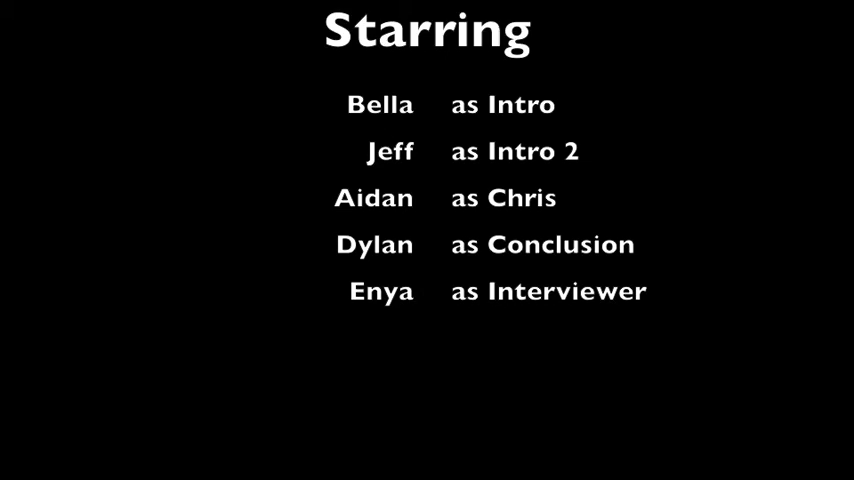 Starring
Bella as Intro
Jeff as Intro 2
Aidan as Chris
Dylan as Conclusion
Enya as Interviewer